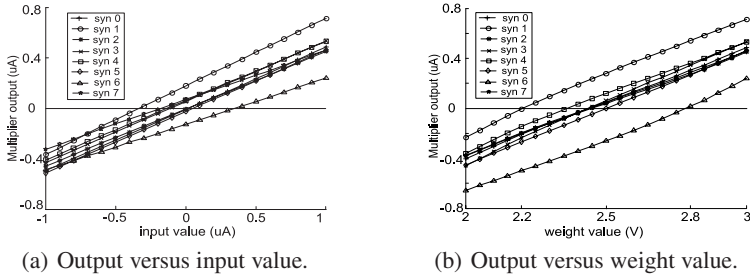 0.8
0.4
0
-0.4
-0.8
Multiplier output (uA)
syn 0
syn 1
syn 2
syn 3
syn 4
syn 5
syn 6
syn 7
-1
-0.5
0
0.5
1
input value (uA)
(a) Output versus input value.
0.8
0.4
0
-0.4
-0.8
Multiplier output (uA)
syn 0
syn 1
syn 2
syn 3
syn 4
syn 5
syn 6
syn 7
2
2.2
2.5
2.8
3
weight value (V)
(b) Output versus weight value.